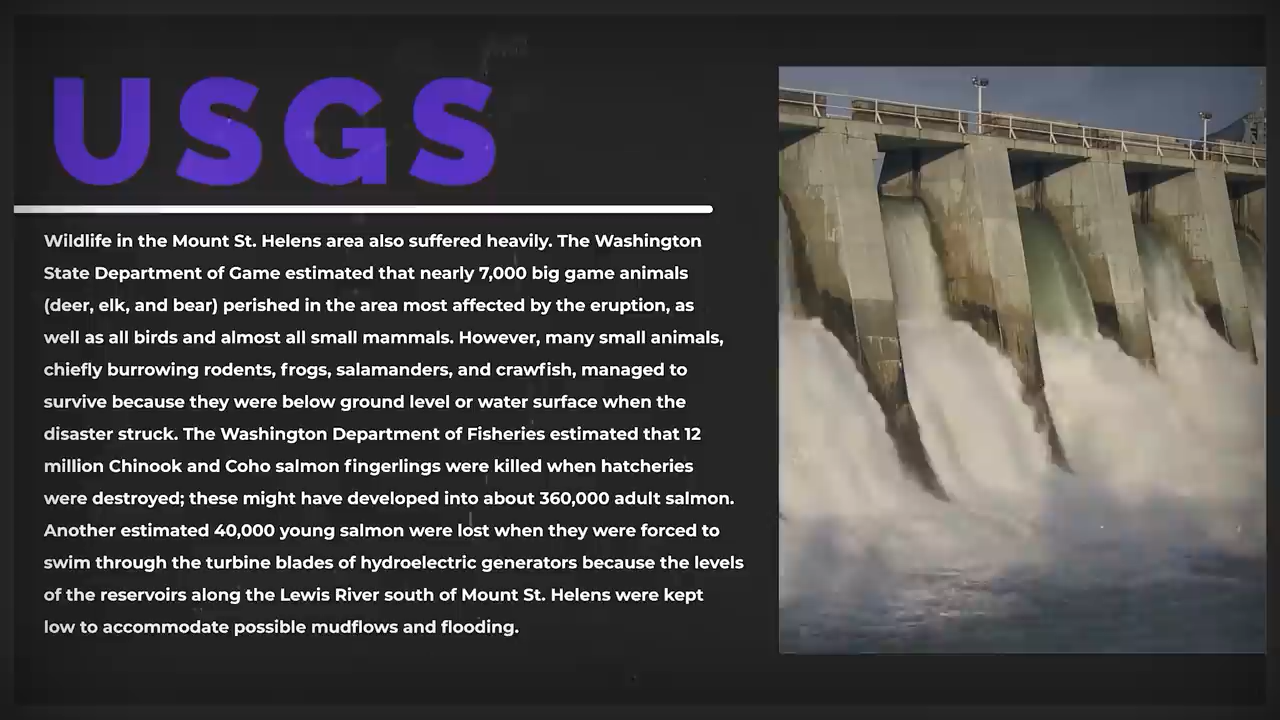 USGS
Wildlife in the Mount St. Helens area also suffered heavily. The Washington
State Department of Game estimated that nearly 7,000 big game animals
(deer, elk, and bear) perished in the area most affected by the eruption, as
well as all birds and almost all small mammals. However, many small animals,
chiefly burrowing rodents, frogs, salamanders, and crawfish, managed to
survive because they were below ground level or water surface when the
disaster struck. The Washington Department of Fisheries estimated that 12
million Chinook and Coho salmon fingerlings were killed when hatcheries
were destroyed; these might have developed into about 360,000 adult salmon.
Another estimated 40,000 young salmon were lost when they were forced to
swim through the turbine blades of hydroelectric generators because the levels
of the reservoirs along the Lewis River south of Mount St. Helens were kept
low to accommodate possible mudflows and flooding.